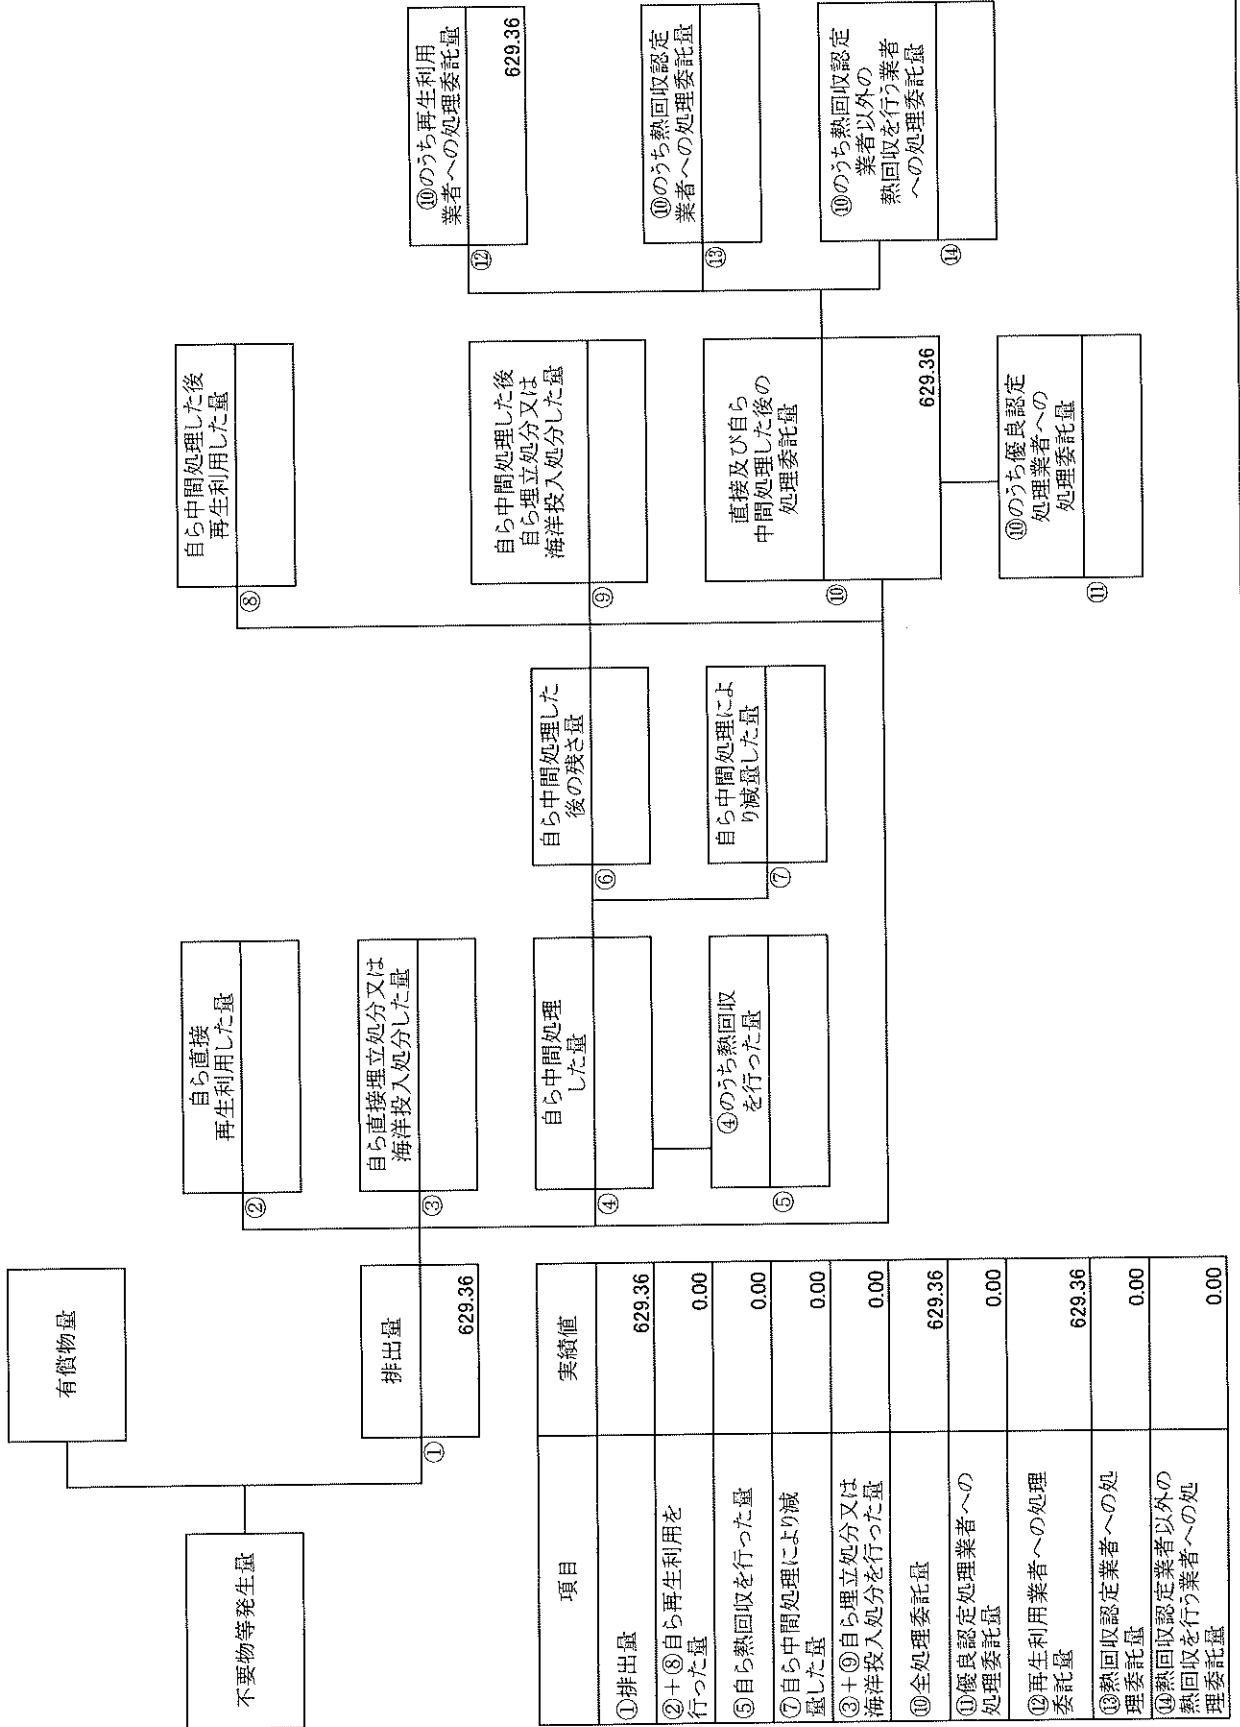 不要物等発生量
有償物量
排出量
① 629.36
自ら直接
再生利用した量
②
自ら直接埋立処分又は
海洋投入処分した量
③
自ら中間処理
した量
④
④のうち熱回収
を行った量
⑤
自ら中間処理した
後の残さ量
⑥
自ら中間処理によ
り減量した量
⑦
自ら中間処理した後
再生利用した量
⑧
自ら中間処理した後
自ら埋立処分又は
海洋投入処分した量
⑨
直接及び自ら
中間処理した後の
処理委託量
⑩ 629.36
⑩のうち優良認定
処理業者への
処理委託量
⑪
⑩のうち再生利用
業者への処理委託量
⑫ 629.36
⑩のうち熱回収認定
業者への処理委託量
⑬
⑩のうち熱回収認定
業者以外の
熱回収を行う業者
への処理委託量
⑭
項目 実績値
①排出量 629.36
②+⑧自ら再生利用を
行った量 0.00
⑤自ら熱回収を行った量 0.00
⑦自ら中間処理により減
量した量 0.00
③+⑨自ら埋立処分又は
海洋投入処分を行った量 0.00
⑩全処理委託量 629.36
⑪優良認定処理業者への
処理委託量 0.00
⑫再生利用業者への処理
委託量 629.36
⑬熱回収認定業者への処
理委託量 0.00
⑭熱回収認定業者以外の
熱回収を行う業者への処
理委託量 0.00